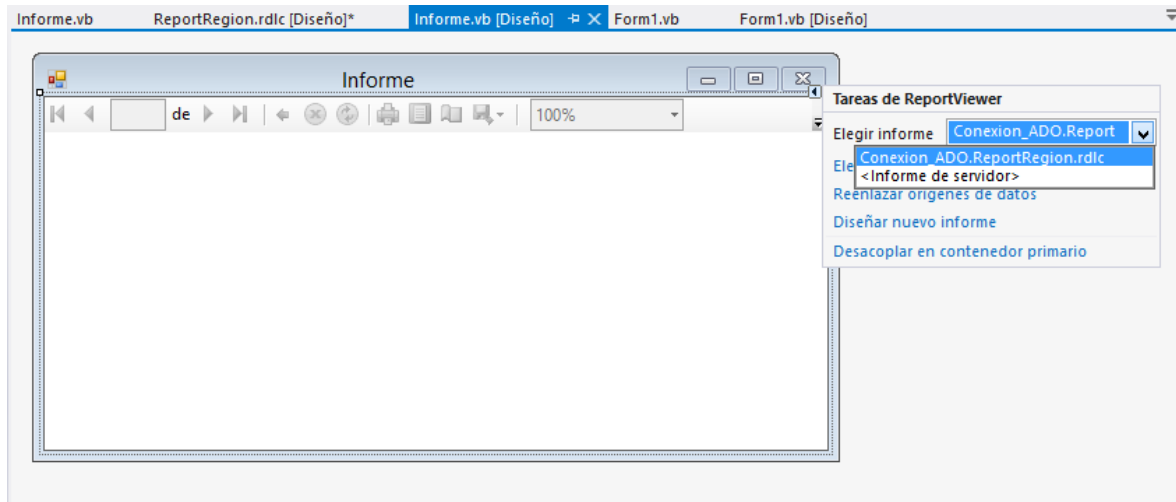 Informe.vb ReportRegion.rdlc [Diseño]* Informe.vb [Diseño] Form1.vb Form1.vb [Diseño]
Informe
de 100%
Tareas de ReportViewer
Elegir informe Conexion_ADO.Report
Conexion_ADO.ReportRegion.rdlc
Ele
<Informe de servidor>
Reenlazar orígenes de datos
Diseñar nuevo informe
Desacoplar en contenedor primario